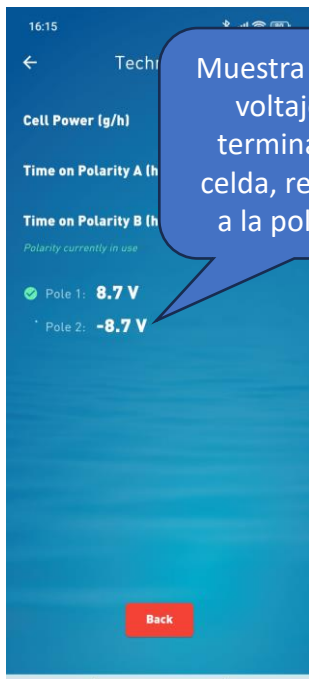 16:15
80
Techn
Muestra
voltaj
termina
celda, re
a la pol
Cell Power (g/h)
Time on Polarity A (h
Time on Polarity B (h
Polarity currently in use
Pole 1: 8.7 V
Pole 2: -8.7 V
Back